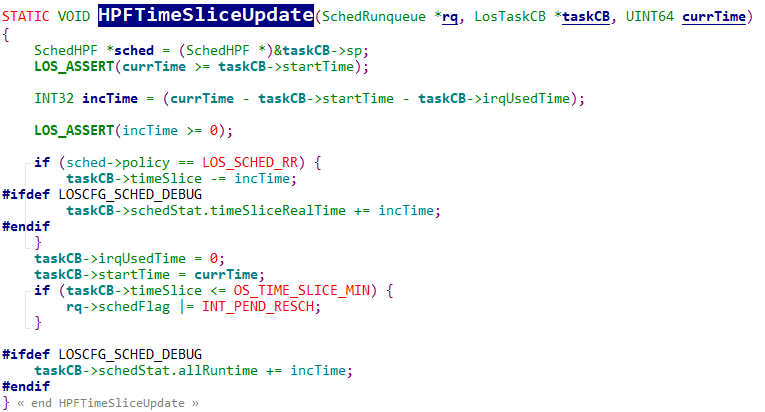 STATIC VOID HPFTimeSliceUpdate(SchedRunqueue *rq, LosTaskCB *taskCB, UINT64 currTime)
{
    SchedHPF *sched = (SchedHPF *)&taskCB->sp;
    LOS_ASSERT(currTime >= taskCB->startTime);

    INT32 incTime = (currTime - taskCB->startTime - taskCB->irqUsedTime);

    LOS_ASSERT(incTime >= 0);

    if (sched->policy == LOS_SCHED_RR) {
        taskCB->timeSlice -= incTime;
#ifdef LOSCFG_SCHED_DEBUG
        taskCB->schedStat.timeSliceRealTime += incTime;
#endif
    }
    taskCB->irqUsedTime = 0;
    taskCB->startTime = currTime;
    if (taskCB->timeSlice <= OS_TIME_SLICE_MIN) {
        rq->schedFlag |= INT_PEND_RESCH;
    }

#ifdef LOSCFG_SCHED_DEBUG
    taskCB->schedStat.allRuntime += incTime;
#endif
} « end HPFTimeSliceUpdate »